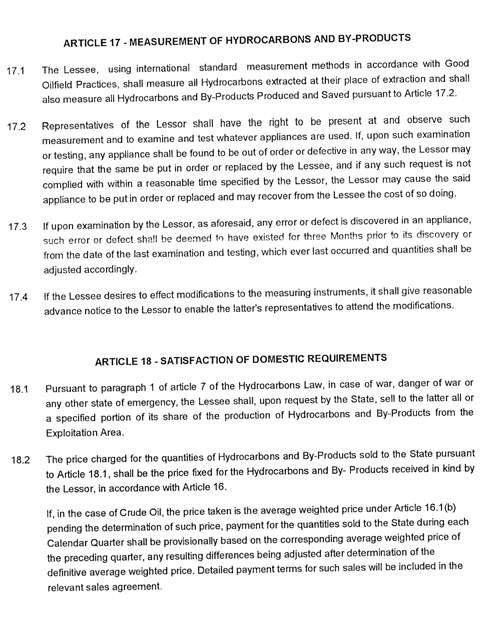 ARTICLE 17 - MEASUREMENT OF HYDROCARBONS AND BY-PRODUCTS
17.1 The Lessee, using international standard measurement methods in accordance with Good
Oilfield Practices, shall measure all Hydrocarbons extracted at their place of extraction and shall
also measure all Hydrocarbons and By-Products Produced and Saved pursuant to Article 17.2.
17.2 Representatives of the Lessor shall have the right to be present at and observe such
measurement and to examine and test whatever appliances are used. If, upon such examination
or testing, any appliance shall be found to be out of order or defective in any way, the Lessor may
require that the same be put in order or replaced by the Lessee, and if any such request is not
complied with within a reasonable time specified by the Lessor, the Lessor may cause the said
appliance to be put in order or replaced and may recover from the Lessee the cost of so doing.
17.3 If upon examination by the Lessor, as aforesaid, any error or defect is discovered in an appliance,
such error or defect shall be deemed to have existed for three Months prior to its discovery or
from the date of the last examination and testing, which ever last occurred and quantities shall be
adjusted accordingly.
17.4 If the Lessee desires to effect modifications to the measuring instruments, it shall give reasonable
advance notice to the Lessor to enable the latter's representatives to attend the modifications.
ARTICLE 18 - SATISFACTION OF DOMESTIC REQUIREMENTS
18.1 Pursuant to paragraph 1 of article 7 of the Hydrocarbons Law, in case of war, danger of war or
any other state of emergency, the Lessee shall, upon request by the State, sell to the latter all or
a specified portion of its share of the production of Hydrocarbons and By-Products from the
Exploitation Area.
18.2 The price charged for the quantities of Hydrocarbons and By-Products sold to the State pursuant
to Article 18.1, shall be the price fixed for the Hydrocarbons and By- Products received in kind by
the Lessor, in accordance with Article 16.
If, in the case of Crude Oil, the price taken is the average weighted price under Article 16.1(b)
pending the determination of such price, payment for the quantities sold to the State during each
Calendar Quarter shall be provisionally based on the corresponding average weighted price of
the preceding quarter, any resulting differences being adjusted after determination of the
definitive average weighted price. Detailed payment terms for such sales will be included in the
relevant sales agreement.